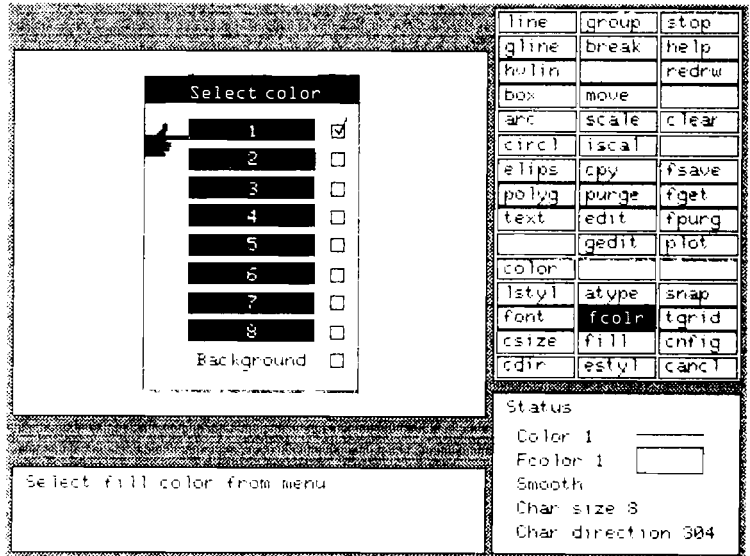 Select color
1
2
3
4
5
6
7
8
Background
Select fill color from menu
line group stop
gline break help
hvlin redrw
box move
arc scale clear
circl iscal
elips cpy fsave
polyg purge fget
text edit fpurg
gedit plot
color
lstyl atype snap
font fcolr tgrid
csize fill cnfig
cdir estyl cancl
Status
Color 1
Fcolor 1
Smooth
Char size 8
Char direction 304